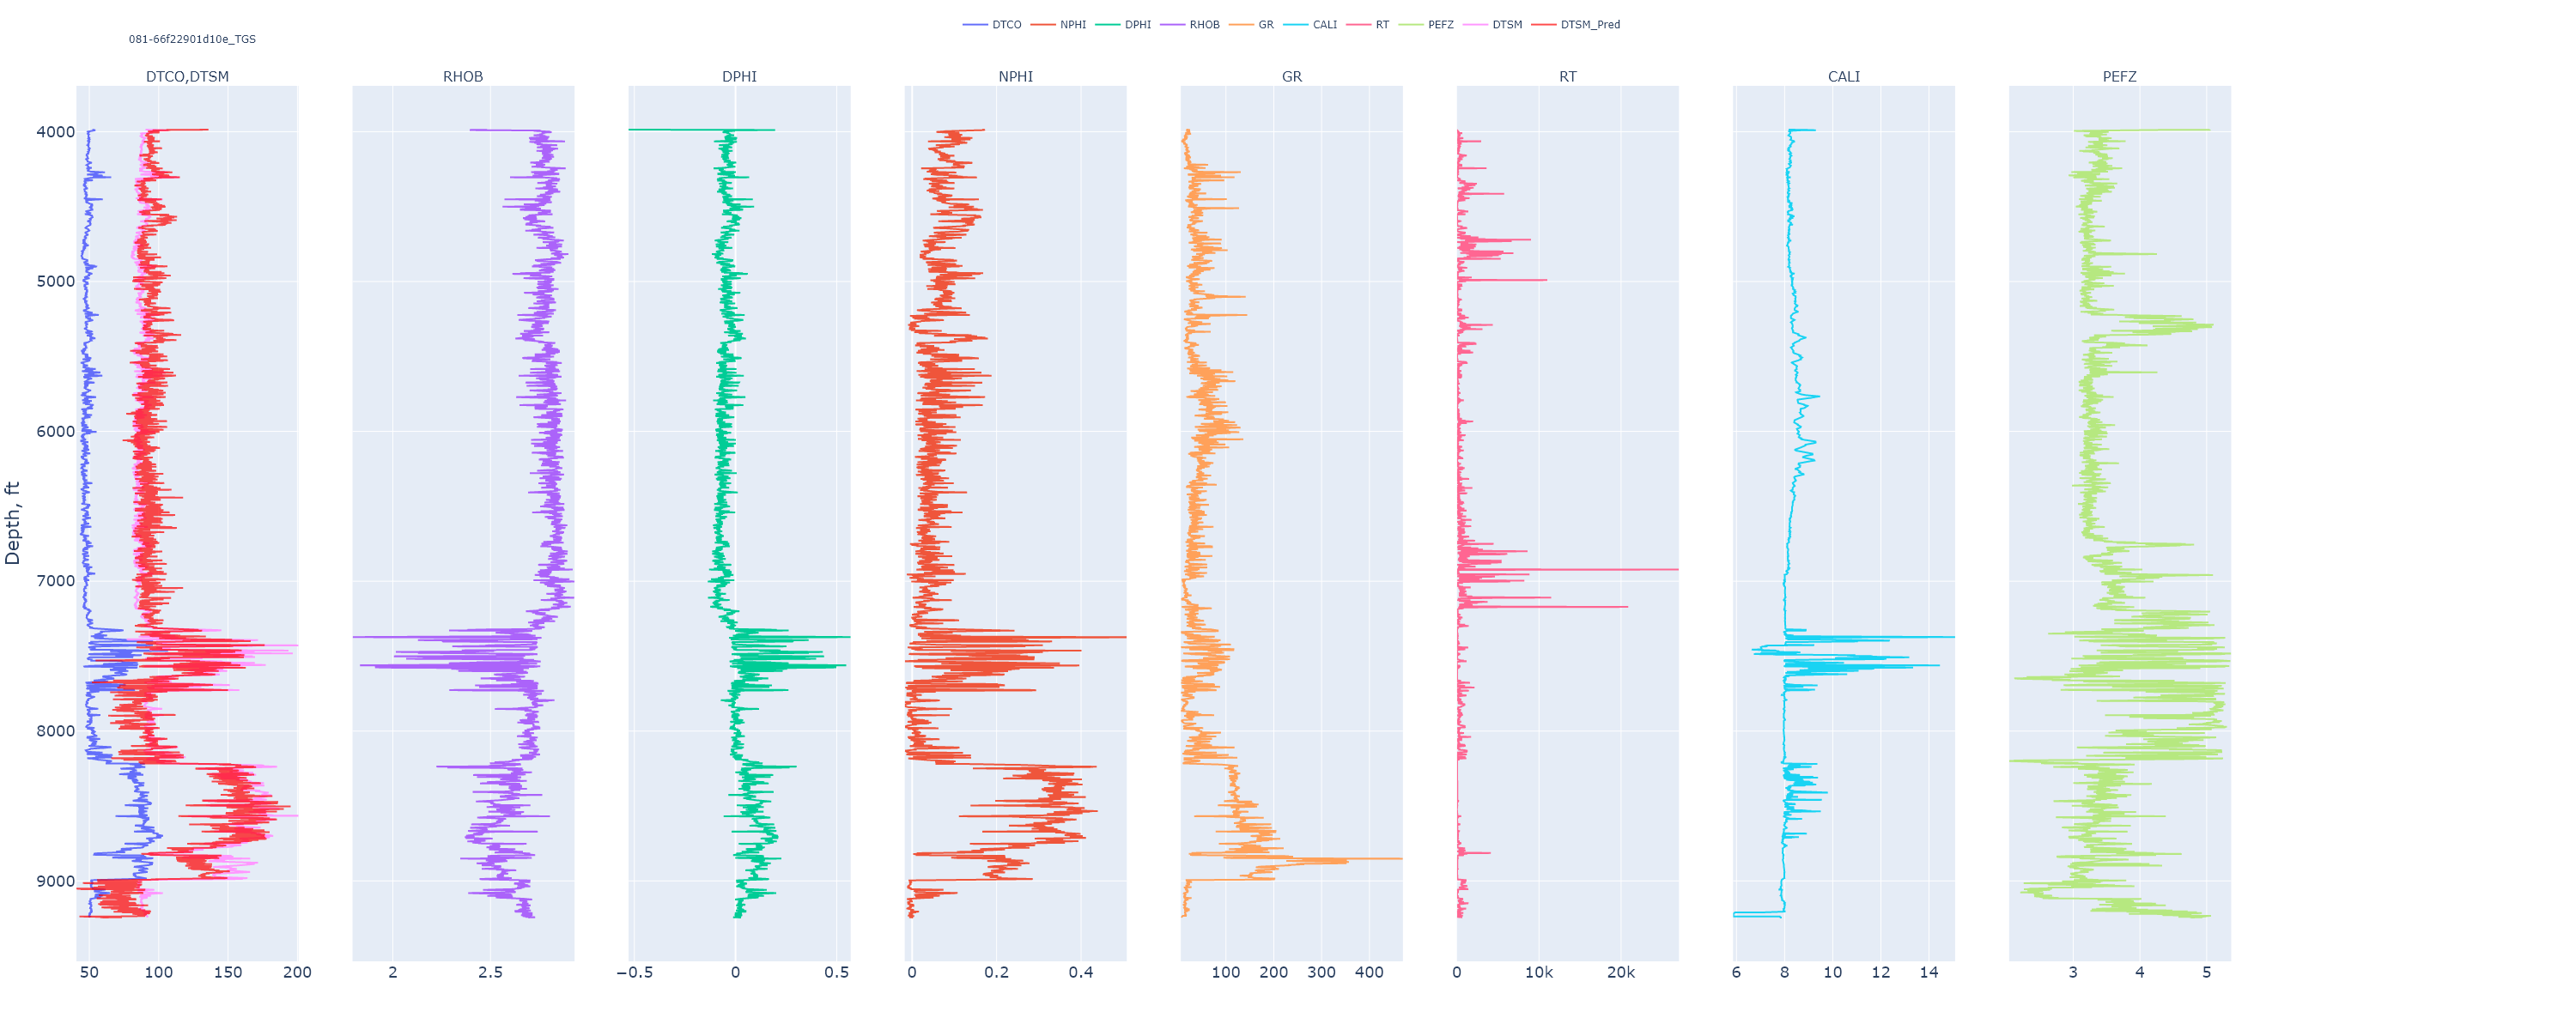 DTCO NPHI DPHI RHOB GR CALI RT PEFZ DTSM DTSM_Pred
081-66f22901d10e_TGS
DTCO,DTSM RHOB DPHI NPHI GR RT CALI PEFZ
4000
5000
6000
7000
8000
9000
Depth, ft
50 100 150 200 2 2.5 −0.5 0 0.5 0 0.2 0.4 100 200 300 400 0 10k 20k 6 8 10 12 14 3 4 5